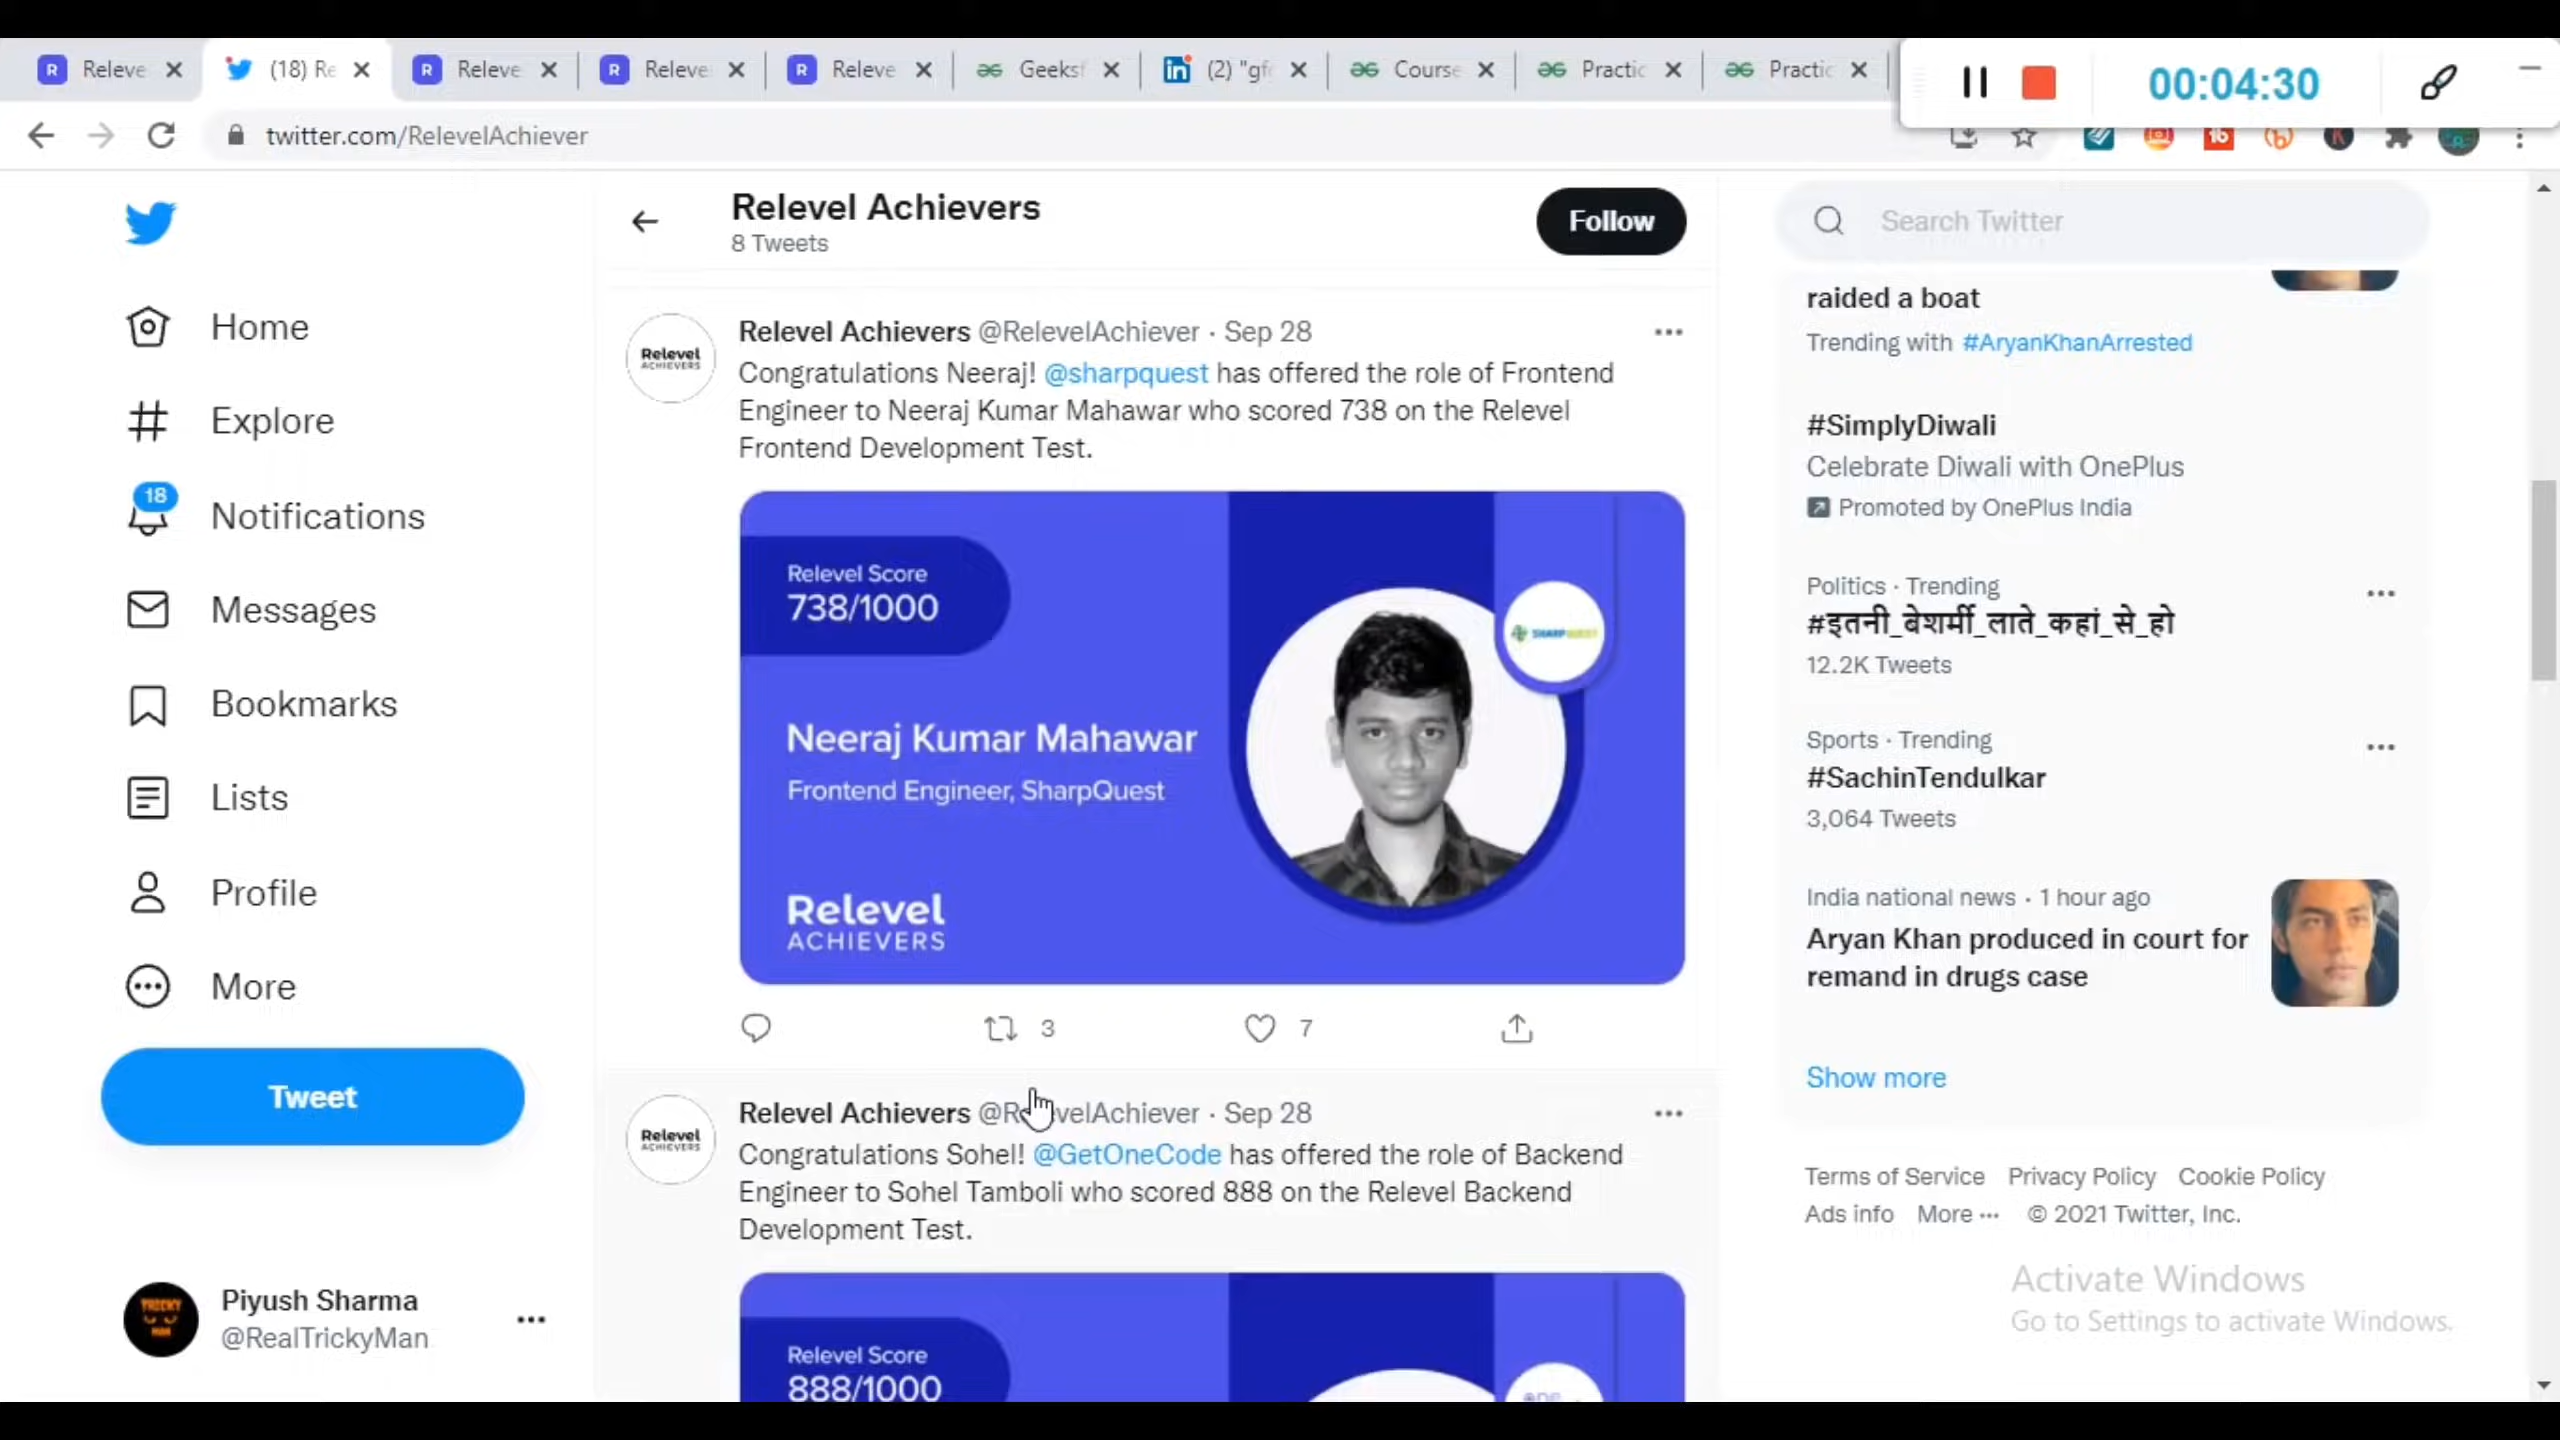 Releve
(18) Re
Releve
Releve
Releve
Geeksf
(2) "gf
Course
Practic
Practic
00:04:30
twitter.com/RelevelAchiever
Relevel Achievers
8 Tweets
Follow
Search Twitter
Home
Explore
18
Notifications
Messages
Bookmarks
Lists
Profile
More
Tweet
Piyush Sharma
@RealTrickyMan
TRICKY
MAN
Relevel
ACHIEVERS
Relevel Achievers @RelevelAchiever · Sep 28
Congratulations Neeraj! @sharpquest has offered the role of Frontend
Engineer to Neeraj Kumar Mahawar who scored 738 on the Relevel
Frontend Development Test.
Relevel Score
738/1000
SHARPQUEST
Neeraj Kumar Mahawar
Frontend Engineer, SharpQuest
Relevel
ACHIEVERS
3
7
Relevel
ACHIEVERS
Relevel Achievers @RelevelAchiever · Sep 28
Congratulations Sohel! @GetOneCode has offered the role of Backend
Engineer to Sohel Tamboli who scored 888 on the Relevel Backend
Development Test.
Relevel Score
888/1000
raided a boat
Trending with #AryanKhanArrested
#SimplyDiwali
Celebrate Diwali with OnePlus
Promoted by OnePlus India
Politics · Trending
#इतनी_बेशर्मी_लाते_कहां_से_हो
12.2K Tweets
Sports · Trending
#SachinTendulkar
3,064 Tweets
India national news · 1 hour ago
Aryan Khan produced in court for
remand in drugs case
Show more
Terms of Service Privacy Policy Cookie Policy
Ads info More ··· © 2021 Twitter, Inc.
Activate Windows
Go to Settings to activate Windows.